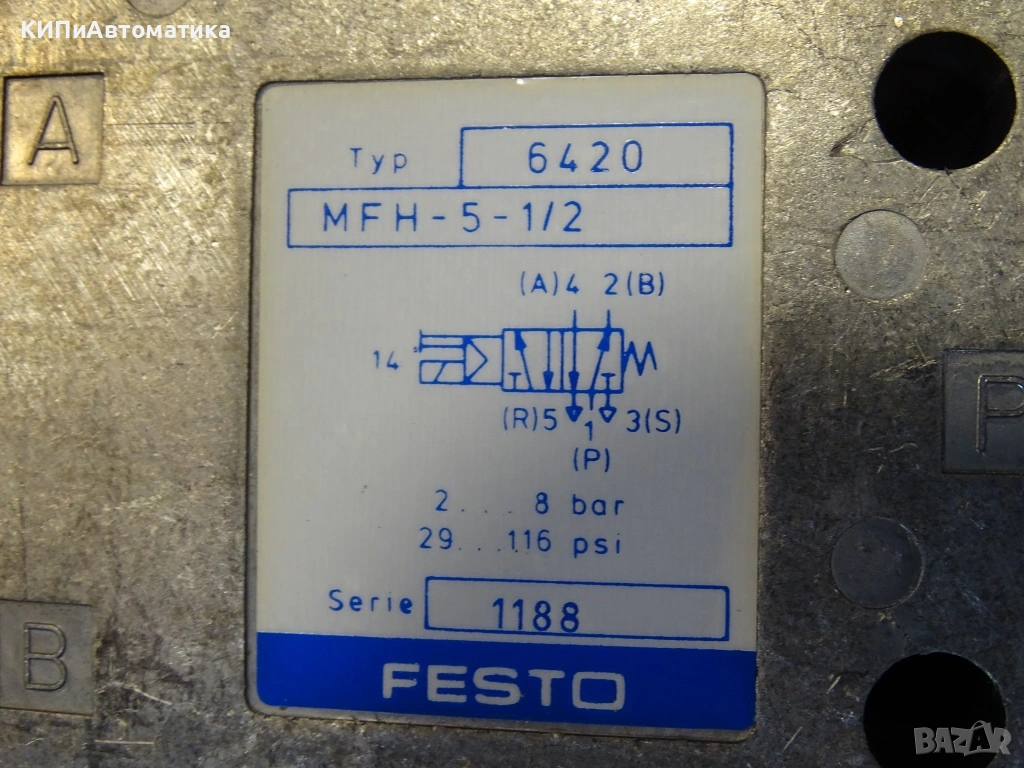 КИПиАвтоматика
A
Typ 6420
MFH-5-1/2
(A)4 2(B)
14
(R)5 1 3(S)
(P)
P
2...8 bar
29...116 psi
Serie 1188
B
FESTO
BAZAR